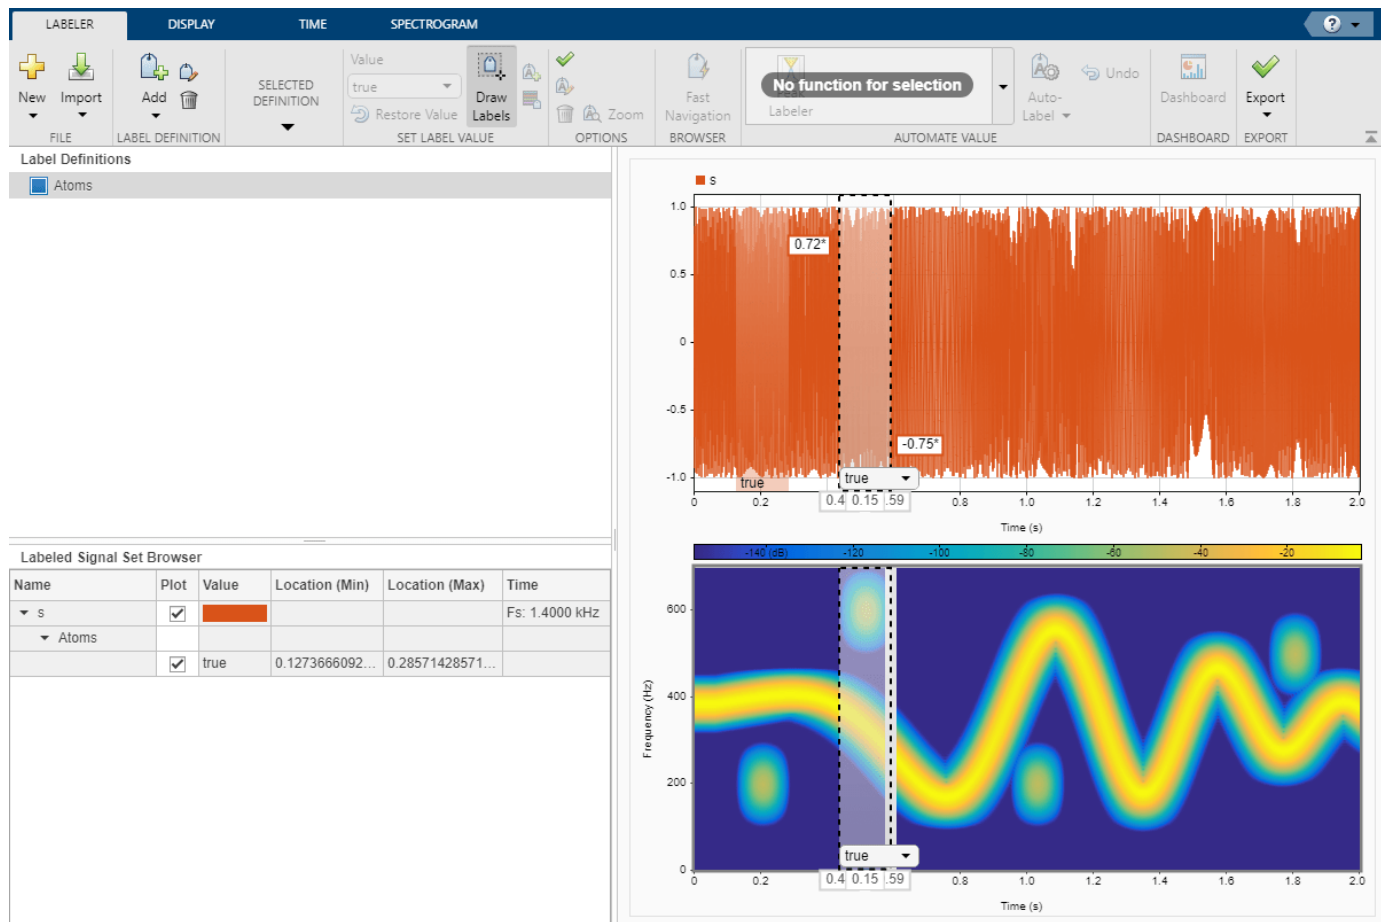 LABELER DISPLAY TIME SPECTROGRAM ?
New Import Add SELECTED DEFINITION Value true Restore Value Draw Labels Zoom Fast Navigation No function for selection Labeler Auto-Label Undo Dashboard Export
FILE LABEL DEFINITION SET LABEL VALUE OPTIONS BROWSER AUTOMATE VALUE DASHBOARD EXPORT
Label Definitions
Atoms
Labeled Signal Set Browser
Name Plot Value Location (Min) Location (Max) Time
s Fs: 1.4000 kHz
Atoms
true 0.1273666092... 0.28571428571...
s
1.0
0.72*
0.5
0
-0.5
-0.75*
-1.0
true true
0 0.2 0.4 0.15 .59 0.8 1.0 1.2 1.4 1.6 1.8 2.0
Time (s)
-140 (dB) -120 -100 -80 -60 -40 -20
600
400
Frequency (Hz)
200
true
0
0 0.2 0.4 0.15 .59 0.8 1.0 1.2 1.4 1.6 1.8 2.0
Time (s)